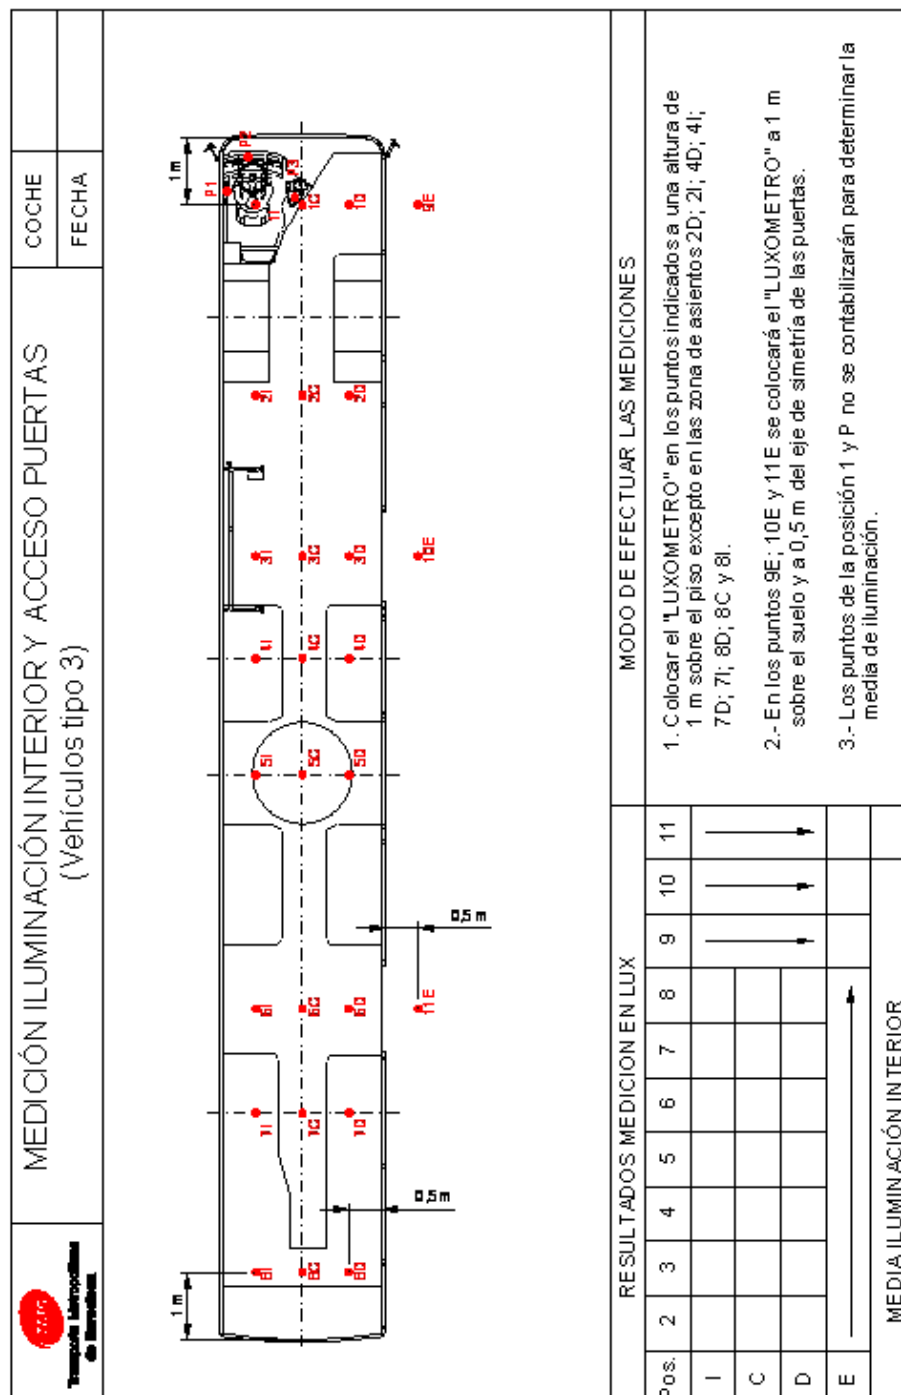 Transports Metropolitans
de Barcelona
MEDICIÓN ILUMINACIÓN INTERIOR Y ACCESO PUERTAS
(Vehículos tipo 3)
COCHE
FECHA
1 m
0,5 m
0,5 m
1 m
8I
7I
6I
5I
4I
3I
2I
1I
P1
P2
P3
8C
7C
6C
5C
4C
3C
2C
1C
8D
7D
6D
5D
4D
3D
2D
1D
11E
10E
9E
RESULTADOS MEDICION EN LUX
Pos. 2 3 4 5 6 7 8 9 10 11
I
C
D
E
MEDIA ILUMINACIÓN INTERIOR
MODO DE EFECTUAR LAS MEDICIONES
1. Colocar el "LUXOMETRO" en los puntos indicados a una altura de
1 m sobre el piso excepto en las zona de asientos 2D; 2I; 4D; 4I;
7D; 7I; 8D; 8C y 8I.
2.- En los puntos 9E; 10E y 11E se colocará el "LUXOMETRO" a 1 m
sobre el suelo y a 0,5 m del eje de simetría de las puertas.
3.- Los puntos de la posición 1 y P no se contabilizarán para determinar la
media de iluminación.